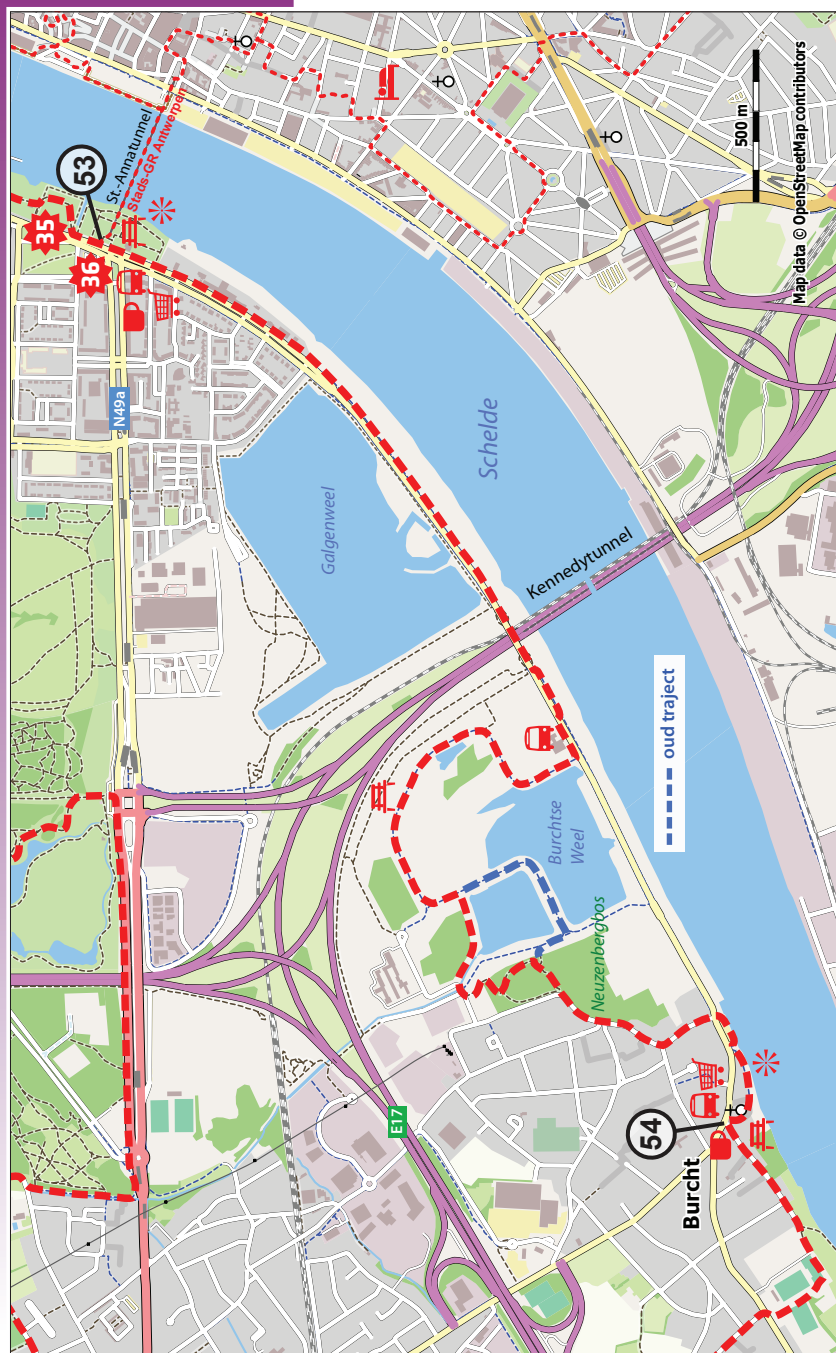 35
36
53
St.-Annatunnel
Stads-GR Antwerpen
N49a
Galgenweel
Schelde
Kennedytunnel
500 m
Map data © OpenStreetMap contributors
oud traject
Burchtse
Weel
Neuzenbergbos
E17
54
Burcht